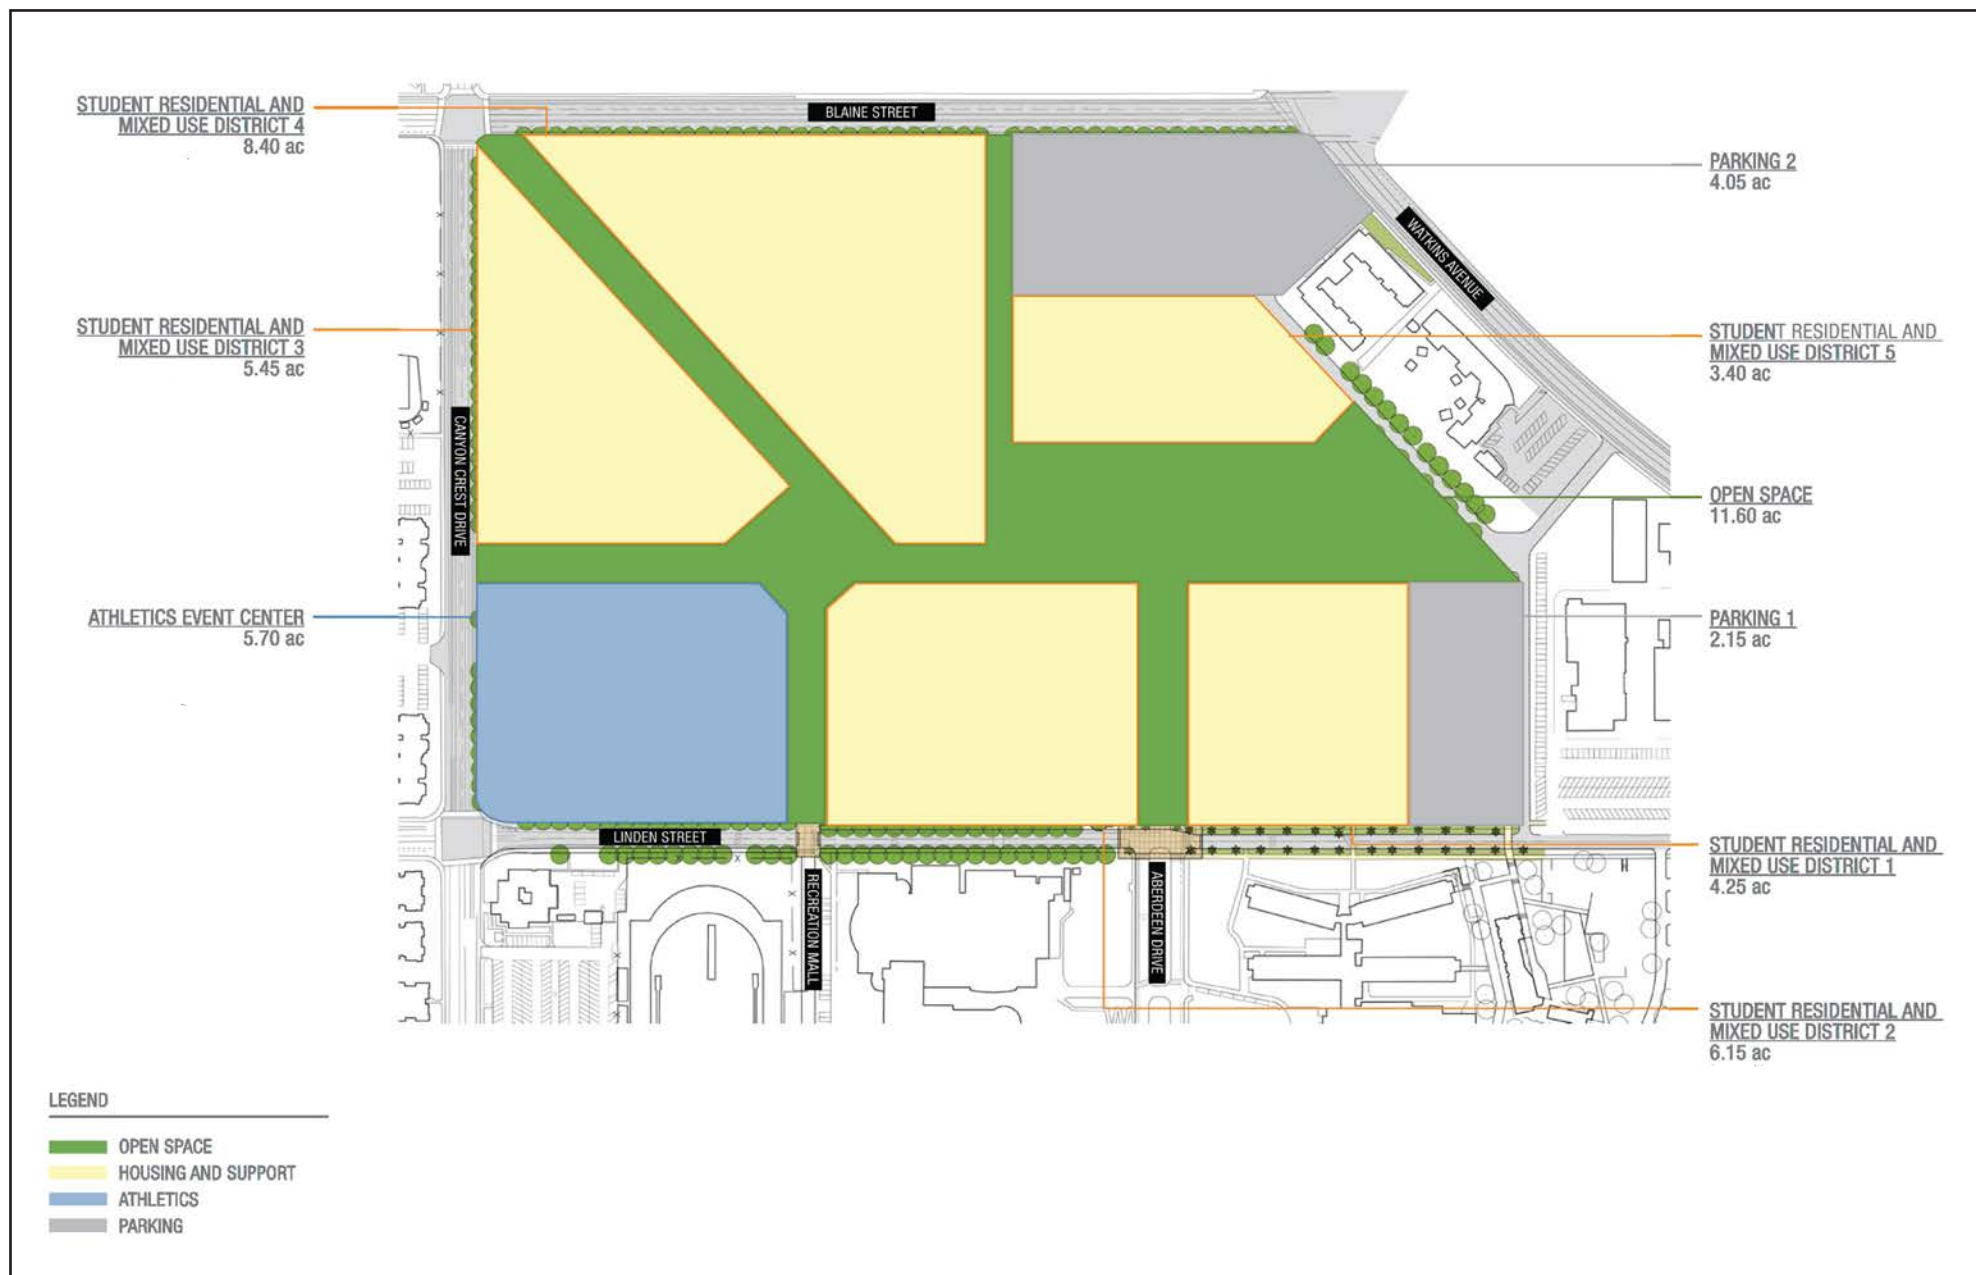 BLAINE STREET
STUDENT RESIDENTIAL AND
MIXED USE DISTRICT 4
8.40 ac
PARKING 2
4.05 ac
WATKINS AVENUE
STUDENT RESIDENTIAL AND
MIXED USE DISTRICT 3
5.45 ac
STUDENT RESIDENTIAL AND
MIXED USE DISTRICT 5
3.40 ac
CANYON CREST DRIVE
OPEN SPACE
11.60 ac
ATHLETICS EVENT CENTER
5.70 ac
PARKING 1
2.15 ac
LINDEN STREET
RECREATION MALL
ABERDEEN DRIVE
STUDENT RESIDENTIAL AND
MIXED USE DISTRICT 1
4.25 ac
STUDENT RESIDENTIAL AND
MIXED USE DISTRICT 2
6.15 ac
LEGEND
OPEN SPACE
HOUSING AND SUPPORT
ATHLETICS
PARKING